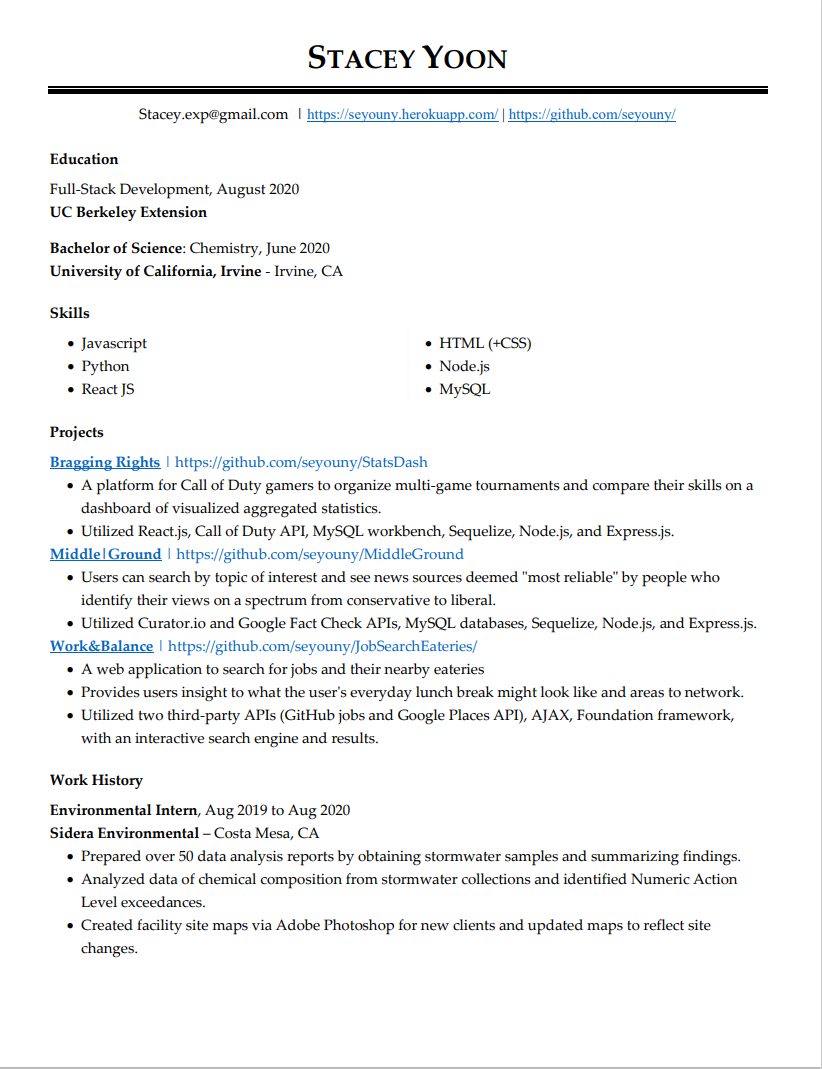 STACEY YOON
Stacey.exp@gmail.com | https://seyouny.herokuapp.com/ | https://github.com/seyouny/
Education
Full-Stack Development, August 2020
UC Berkeley Extension
Bachelor of Science: Chemistry, June 2020
University of California, Irvine - Irvine, CA
Skills
• Javascript
• Python
• React JS
• HTML (+CSS)
• Node.js
• MySQL
Projects
Bragging Rights | https://github.com/seyouny/StatsDash
• A platform for Call of Duty gamers to organize multi-game tournaments and compare their skills on a
dashboard of visualized aggregated statistics.
• Utilized React.js, Call of Duty API, MySQL workbench, Sequelize, Node.js, and Express.js.
Middle|Ground | https://github.com/seyouny/MiddleGround
• Users can search by topic of interest and see news sources deemed "most reliable" by people who
identify their views on a spectrum from conservative to liberal.
• Utilized Curator.io and Google Fact Check APIs, MySQL databases, Sequelize, Node.js, and Express.js.
Work&Balance | https://github.com/seyouny/JobSearchEateries/
• A web application to search for jobs and their nearby eateries
• Provides users insight to what the user's everyday lunch break might look like and areas to network.
• Utilized two third-party APIs (GitHub jobs and Google Places API), AJAX, Foundation framework,
with an interactive search engine and results.
Work History
Environmental Intern, Aug 2019 to Aug 2020
Sidera Environmental – Costa Mesa, CA
• Prepared over 50 data analysis reports by obtaining stormwater samples and summarizing findings.
• Analyzed data of chemical composition from stormwater collections and identified Numeric Action
Level exceedances.
• Created facility site maps via Adobe Photoshop for new clients and updated maps to reflect site
changes.